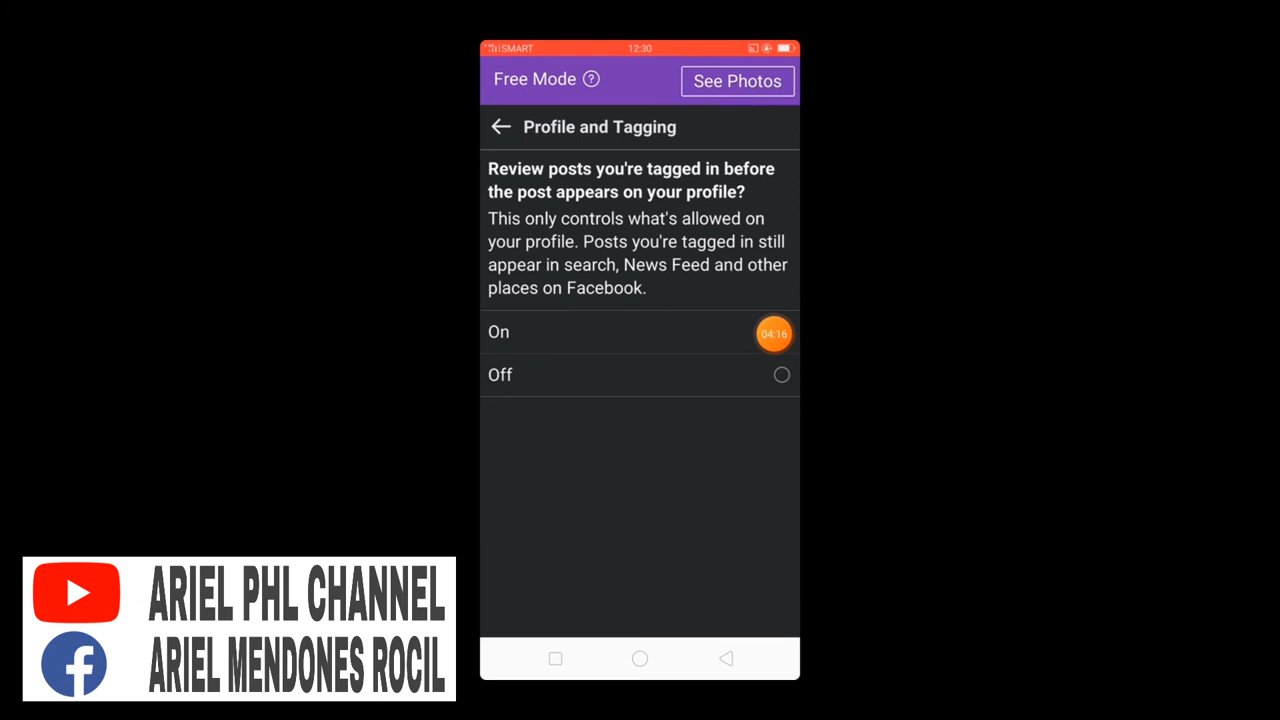 SMART 12:30
Free Mode ? See Photos
Profile and Tagging
Review posts you're tagged in before
the post appears on your profile?
This only controls what's allowed on
your profile. Posts you're tagged in still
appear in search, News Feed and other
places on Facebook.
On 04:16
Off
ARIEL PHL CHANNEL
f ARIEL MENDONES ROCIL